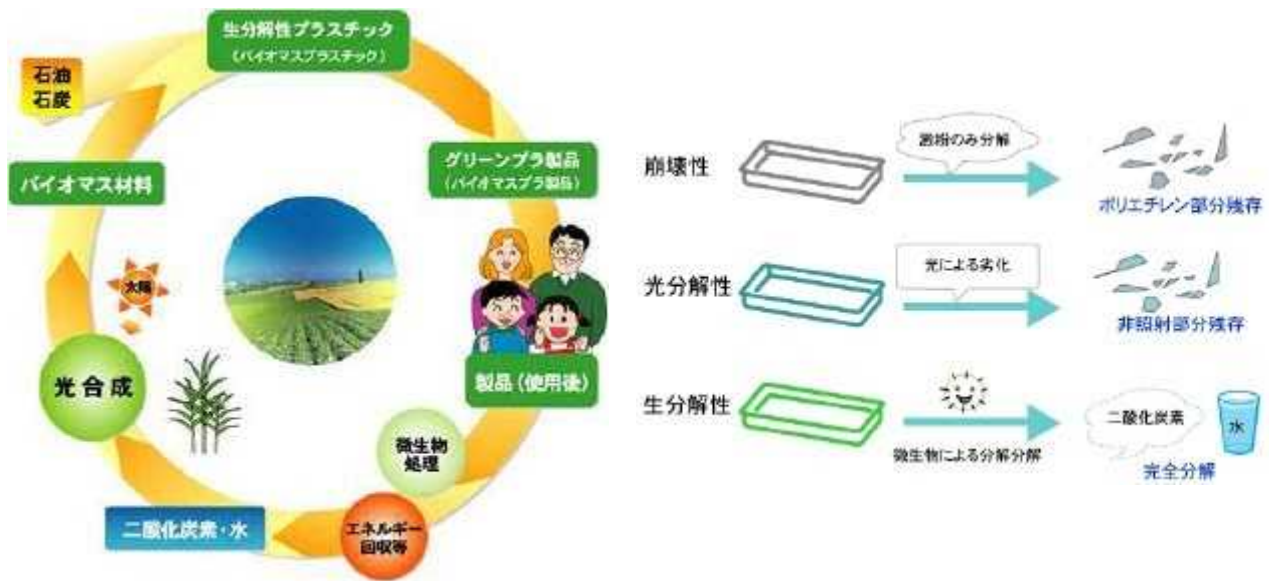 生分解性プラスチック
(バイオマスプラスチック)
石油
石炭
バイオマス材料
グリーンプラ製品
(バイオマスプラ製品)
太陽
光合成
製品(使用後)
微生物
処理
二酸化炭素・水
エネルギー
回収等
崩壊性
澱粉のみ分解
ポリエチレン部分残存
光分解性
光による劣化
非照射部分残存
生分解性
微生物による分解分解
二酸化炭素
水
完全分解